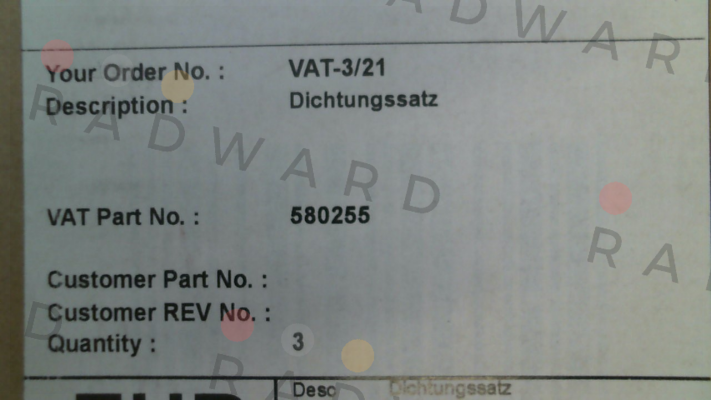 Your Order No. : VAT-3/21
Description : Dichtungssatz
VAT Part No. : 580255
Customer Part No. :
Customer REV No. :
Quantity : 3
Desc Dichtungssatz
RADWARD